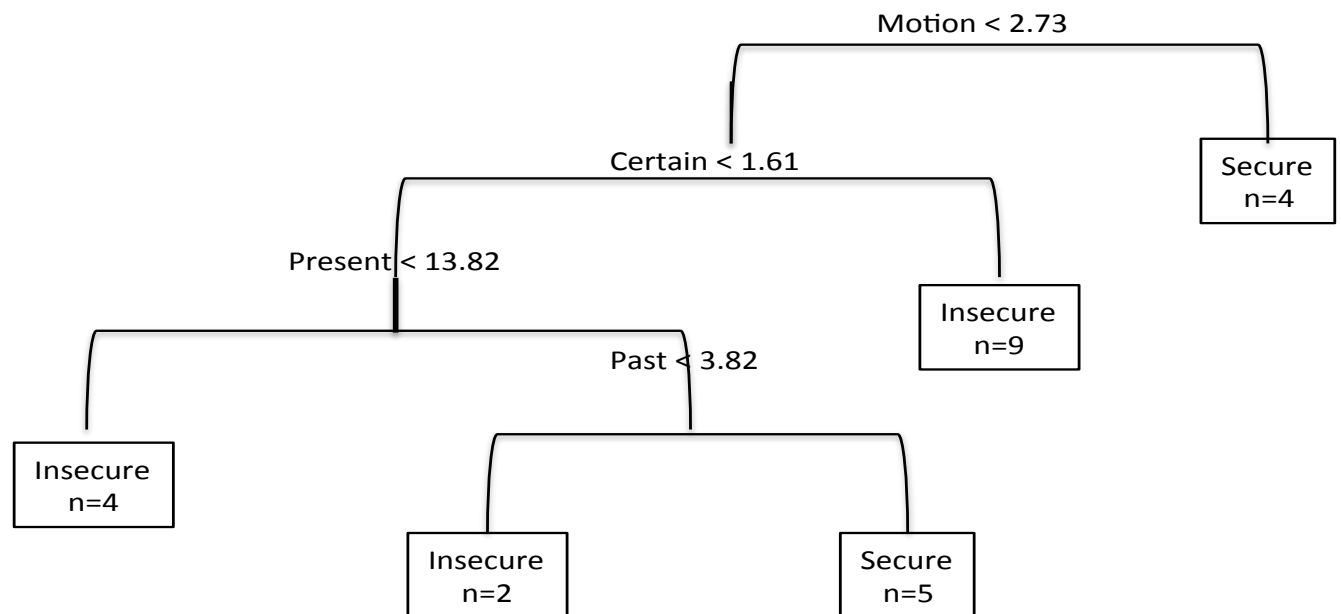 Motion < 2.73
Certain < 1.61
Secure
n=4
Present < 13.82
Insecure
n=9
Past < 3.82
Insecure
n=4
Insecure
n=2
Secure
n=5